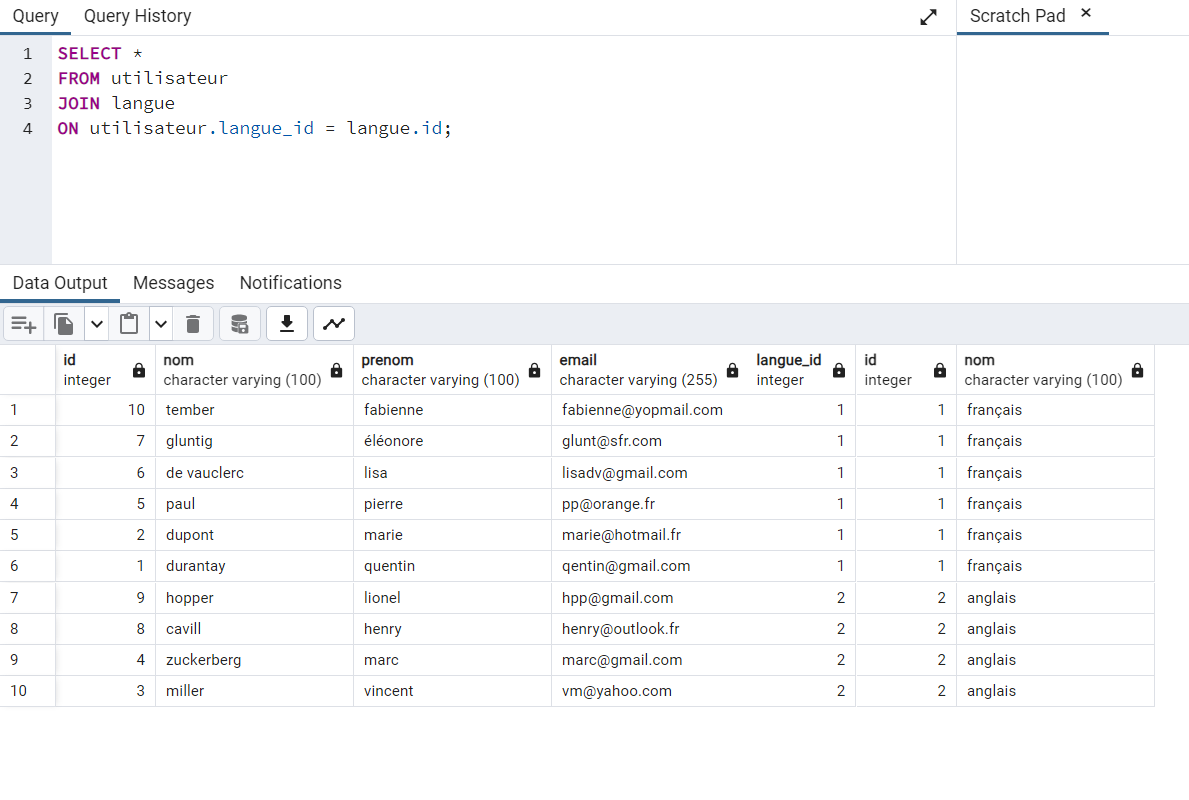 Query Query History Scratch Pad ×
1 SELECT *
2 FROM utilisateur
3 JOIN langue
4 ON utilisateur.langue_id = langue.id;
Data Output Messages Notifications
id nom prenom email langue_id id nom
integer character varying (100) character varying (100) character varying (255) integer integer character varying (100)
1 10 tember fabienne fabienne@yopmail.com 1 1 français
2 7 gluntig éléonore glunt@sfr.com 1 1 français
3 6 de vauclerc lisa lisadv@gmail.com 1 1 français
4 5 paul pierre pp@orange.fr 1 1 français
5 2 dupont marie marie@hotmail.fr 1 1 français
6 1 durantay quentin qentin@gmail.com 1 1 français
7 9 hopper lionel hpp@gmail.com 2 2 anglais
8 8 cavill henry henry@outlook.fr 2 2 anglais
9 4 zuckerberg marc marc@gmail.com 2 2 anglais
10 3 miller vincent vm@yahoo.com 2 2 anglais